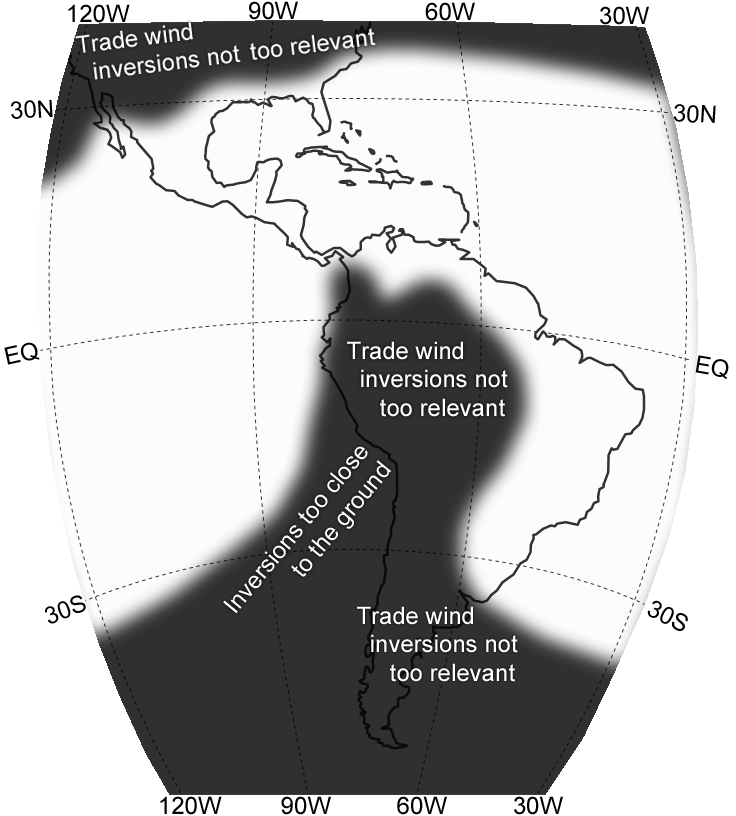 120W 90W 60W 30W
Trade wind
inversions not too relevant
30N 30N
EQ EQ
Trade wind
inversions not
too relevant
Inversions too close
to the ground
30S 30S
Trade wind
inversions not
too relevant
120W 90W 60W 30W